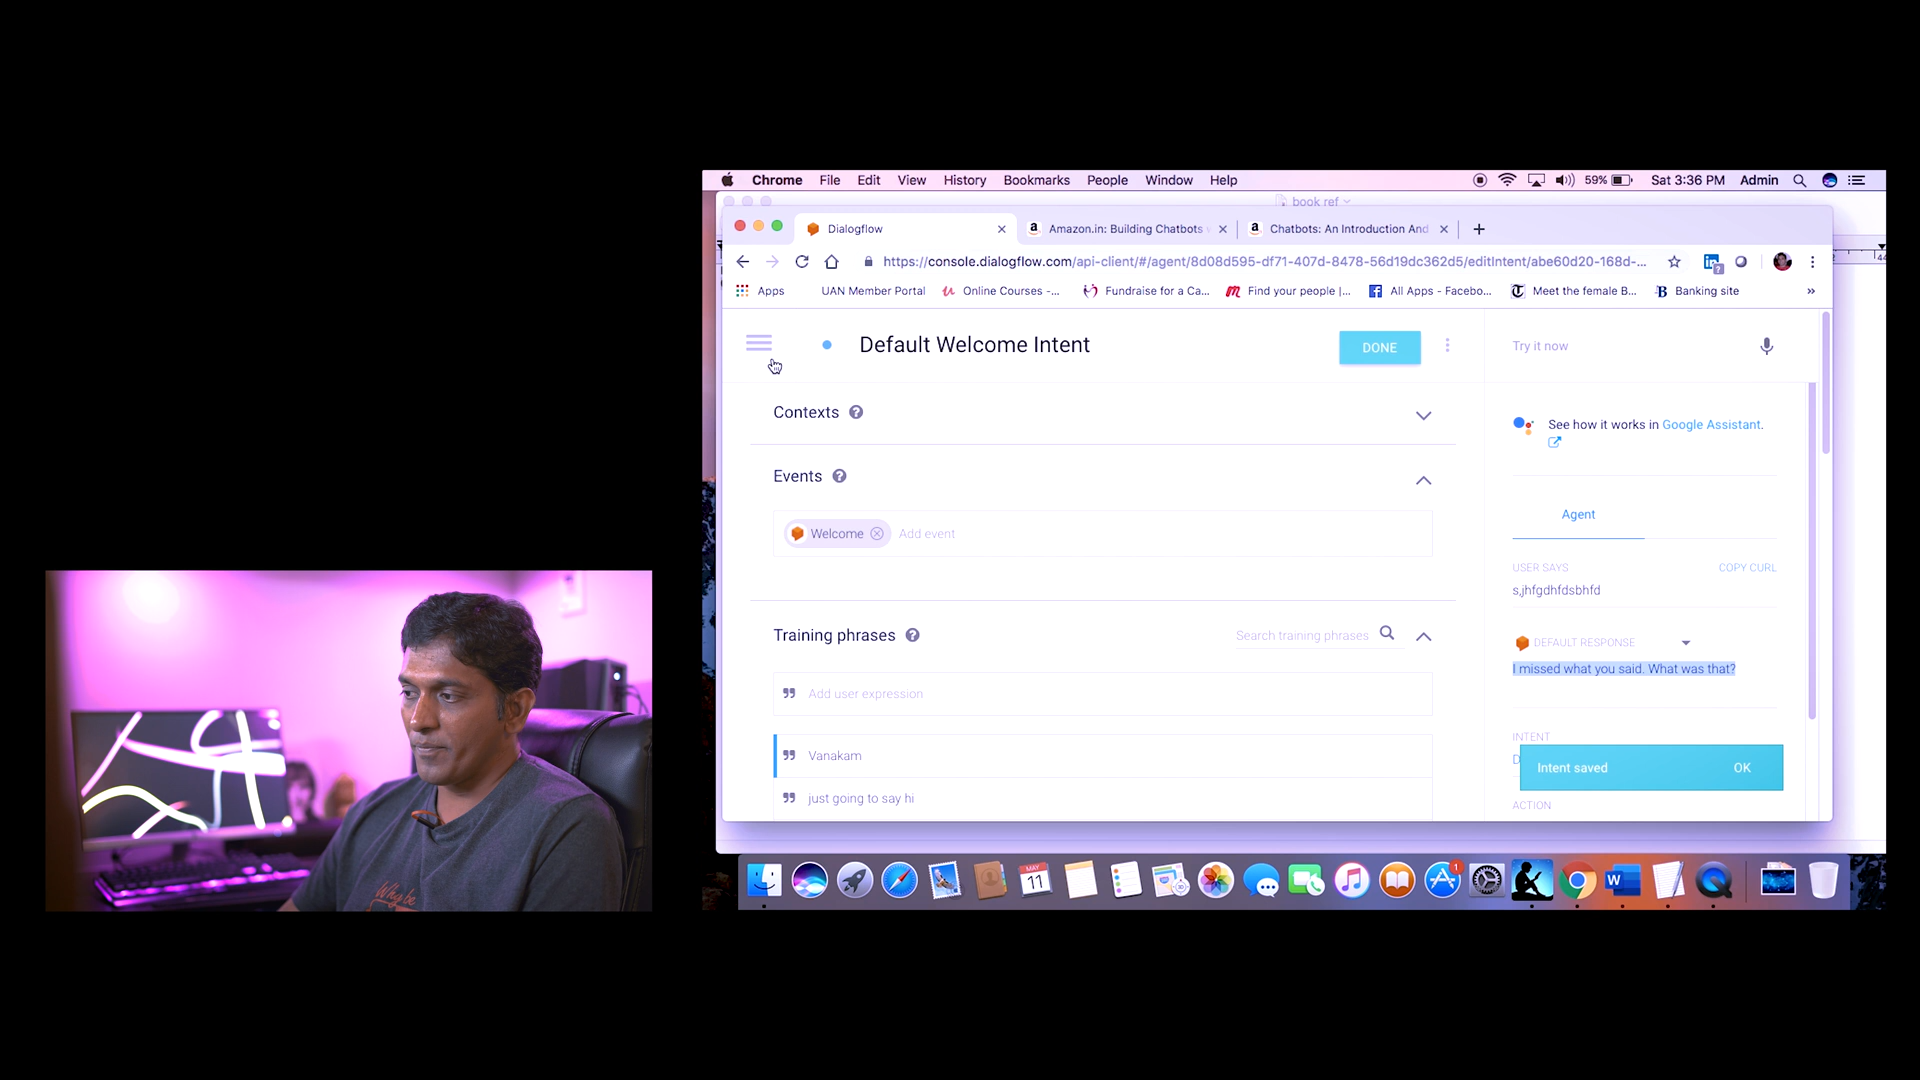 Chrome File Edit View History Bookmarks People Window Help 59% Sat 3:36 PM Admin
book ref
Dialogflow Amazon.in: Building Chatbots Chatbots: An Introduction And
https://console.dialogflow.com/api-client/#/agent/8d08d595-df71-407d-8478-56d19dc362d5/editIntent/abe60d20-168d-...
Apps UAN Member Portal Online Courses -... Fundraise for a Ca... Find your people |... All Apps - Facebo... Meet the female B... Banking site »
Default Welcome Intent DONE
Try it now
Contexts
See how it works in Google Assistant.
Events
Welcome Add event
Agent
USER SAYS COPY CURL
s,jhfgdhfdsbhfd
Training phrases Search training phrases
DEFAULT RESPONSE
I missed what you said. What was that?
Add user expression
INTENT
D
Vanakam
Intent saved OK
just going to say hi
ACTION
MAY
11
1
W
Why be